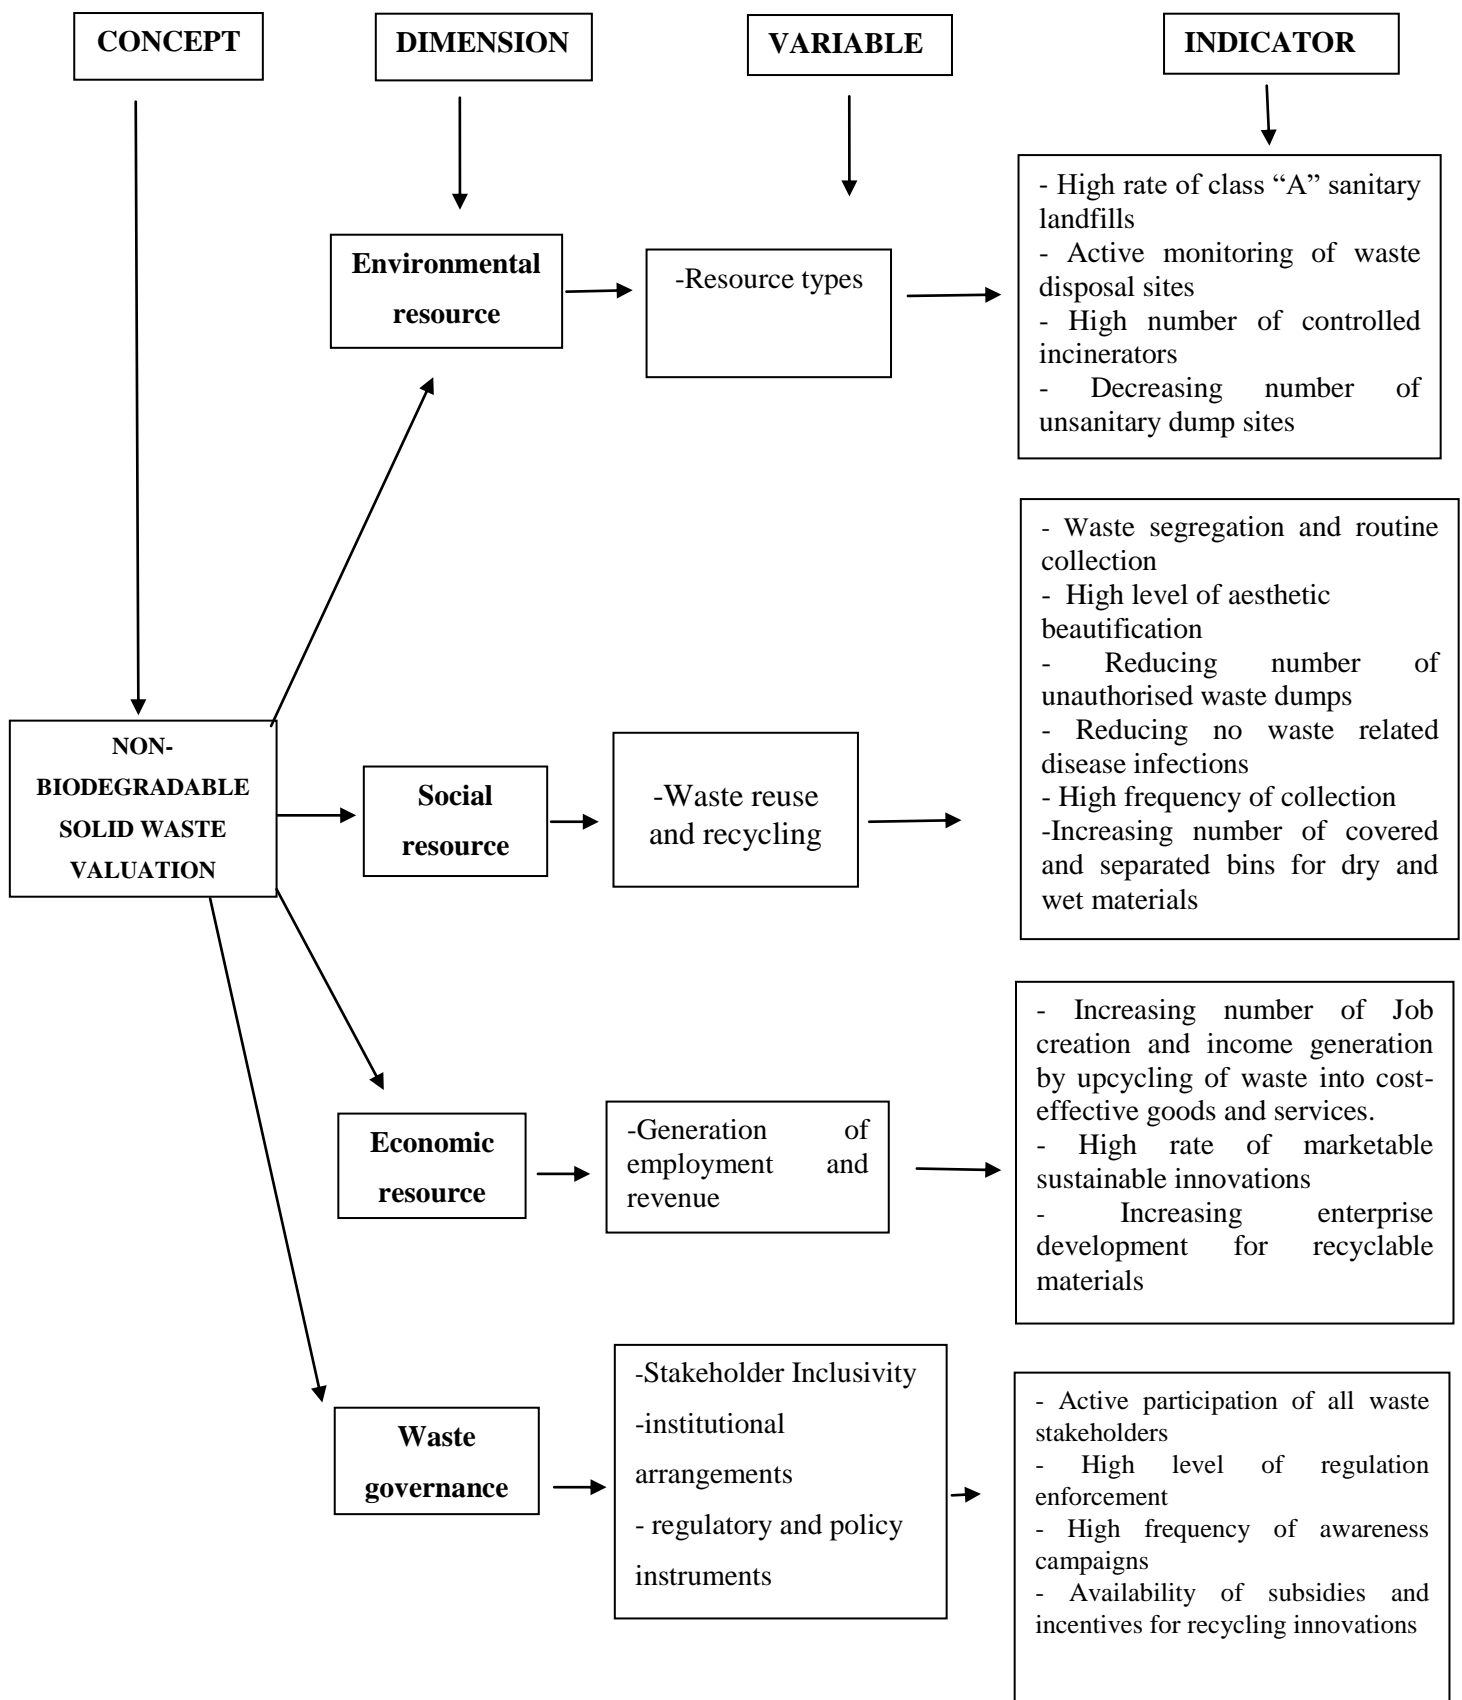 CONCEPT
DIMENSION
VARIABLE
INDICATOR
Environmental
resource
-Resource types
- High rate of class “A” sanitary
landfills
- Active monitoring of waste
disposal sites
- High number of controlled
incinerators
- Decreasing number of
unsanitary dump sites
NON-
BIODEGRADABLE
SOLID WASTE
VALUATION
Social
resource
-Waste reuse
and recycling
- Waste segregation and routine
collection
- High level of aesthetic
beautification
- Reducing number of
unauthorised waste dumps
- Reducing no waste related
disease infections
- High frequency of collection
-Increasing number of covered
and separated bins for dry and
wet materials
Economic
resource
-Generation of
employment and
revenue
- Increasing number of Job
creation and income generation
by upcycling of waste into cost-
effective goods and services.
- High rate of marketable
sustainable innovations
- Increasing enterprise
development for recyclable
materials
Waste
governance
-Stakeholder Inclusivity
-institutional
arrangements
- regulatory and policy
instruments
- Active participation of all waste
stakeholders
- High level of regulation
enforcement
- High frequency of awareness
campaigns
- Availability of subsidies and
incentives for recycling innovations